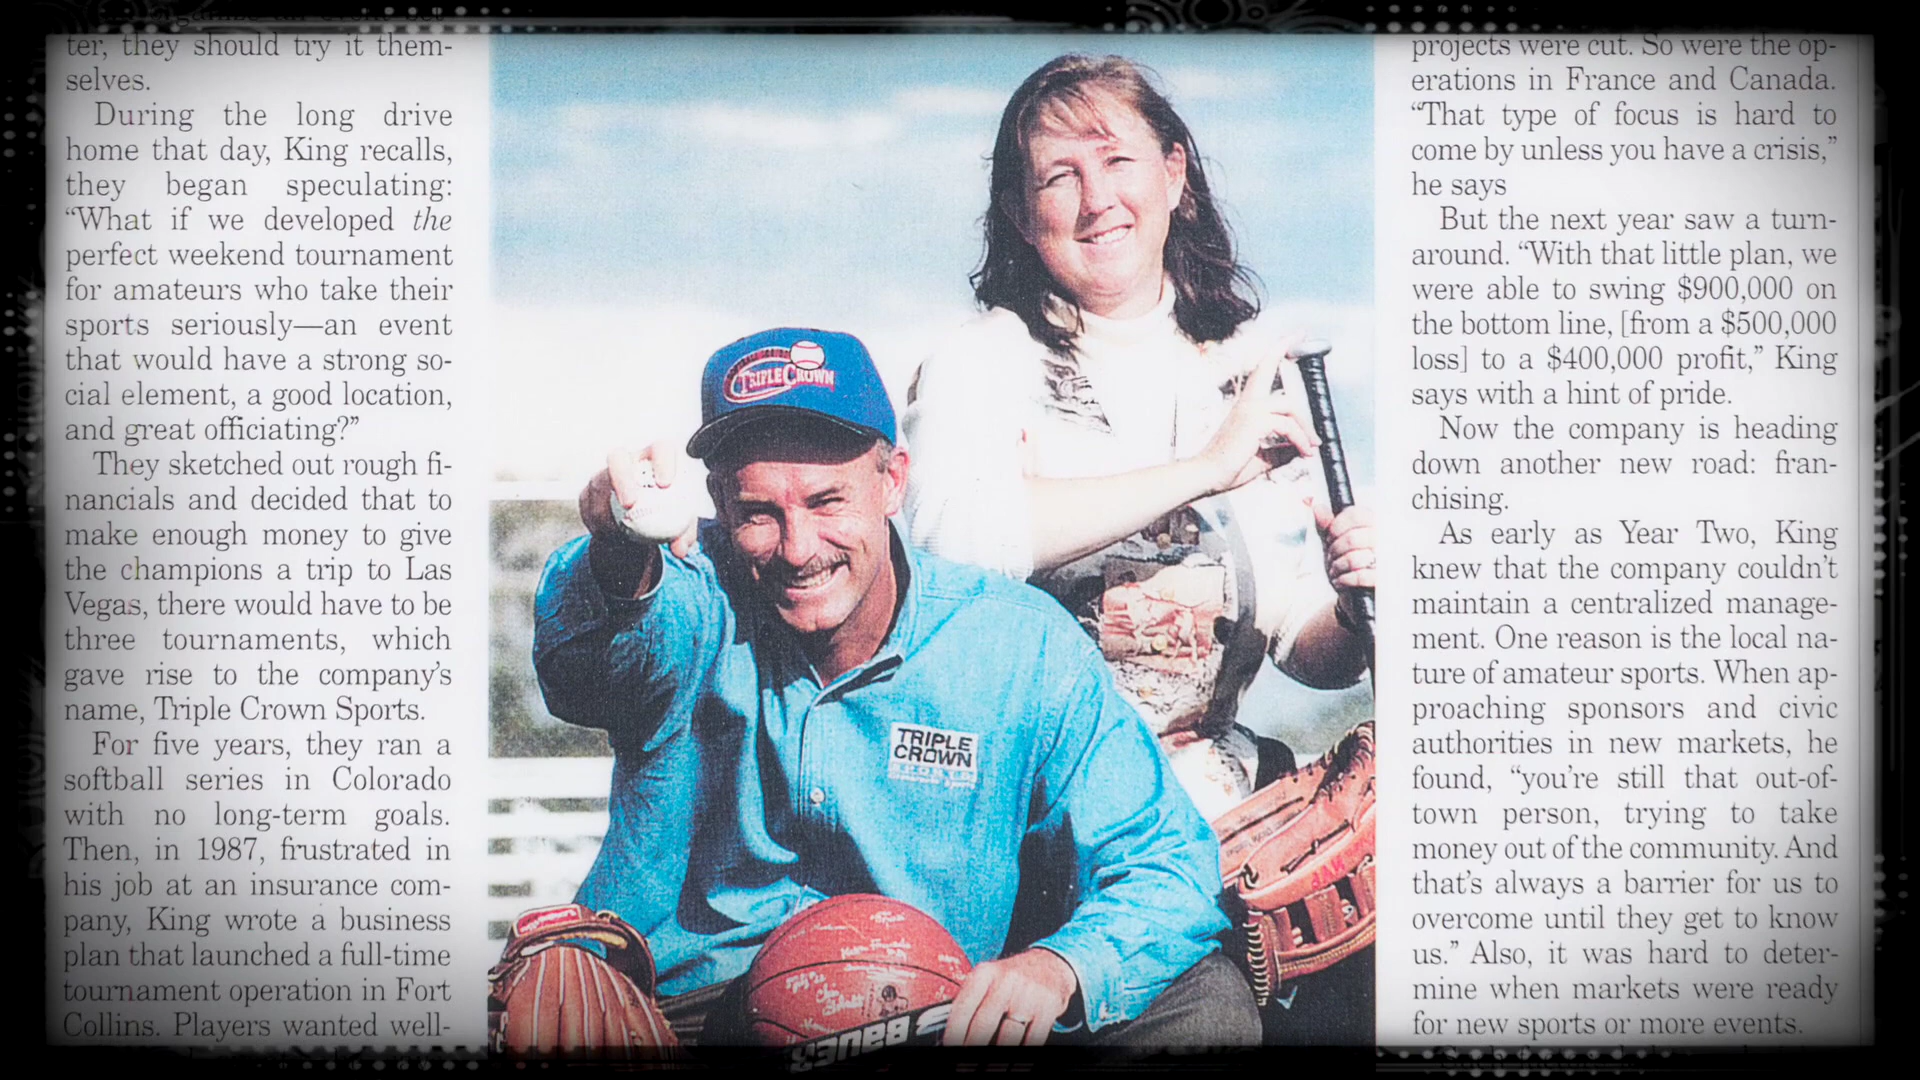 ter, they should try it them-
selves.
During the long drive
home that day, King recalls,
they began speculating:
“What if we developed the
perfect weekend tournament
for amateurs who take their
sports seriously—an event
that would have a strong so-
cial element, a good location,
and great officiating?”
They sketched out rough fi-
nancials and decided that to
make enough money to give
the champions a trip to Las
Vegas, there would have to be
three tournaments, which
gave rise to the company’s
name, Triple Crown Sports.
For five years, they ran a
softball series in Colorado
with no long-term goals.
Then, in 1987, frustrated in
his job at an insurance com-
pany, King wrote a business
plan that launched a full-time
tournament operation in Fort
Collins. Players wanted well-
TRIPLE CROWN
TRIPLE
CROWN
SPORTS
BAUER
projects were cut. So were the op-
erations in France and Canada.
“That type of focus is hard to
come by unless you have a crisis,”
he says
But the next year saw a turn-
around. “With that little plan, we
were able to swing $900,000 on
the bottom line, [from a $500,000
loss] to a $400,000 profit,” King
says with a hint of pride.
Now the company is heading
down another new road: fran-
chising.
As early as Year Two, King
knew that the company couldn’t
maintain a centralized manage-
ment. One reason is the local na-
ture of amateur sports. When ap-
proaching sponsors and civic
authorities in new markets, he
found, “you’re still that out-of-
town person, trying to take
money out of the community. And
that’s always a barrier for us to
overcome until they get to know
us.” Also, it was hard to deter-
mine when markets were ready
for new sports or more events.